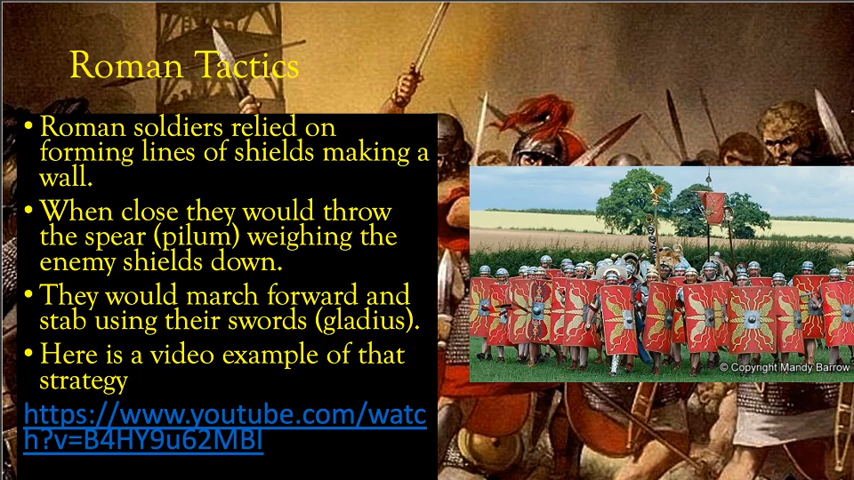 Roman Tactics
• Roman soldiers relied on
forming lines of shields making a
wall.
• When close they would throw
the spear (pilum) weighing the
enemy shields down.
• They would march forward and
stab using their swords (gladius).
• Here is a video example of that
strategy
https://www.youtube.com/watc
h?v=B4HY9u62MBI
© Copyright Mandy Barrow